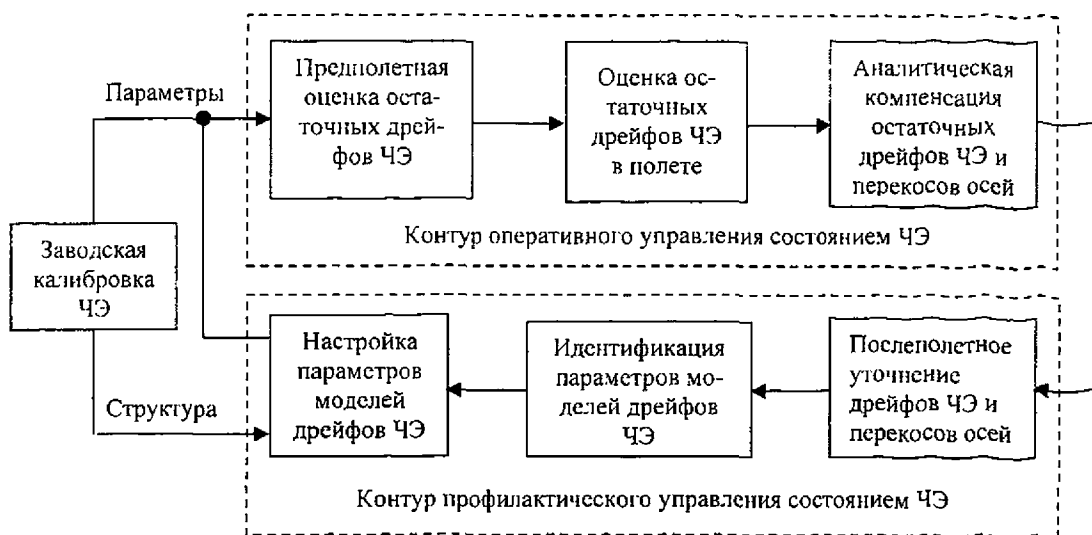 Параметры
Предполетная
оценка оста-
точных дрей-
фов ЧЭ
Оценка ос-
таточных
дрейфов ЧЭ
в полете
Аналитическая
компенсация
остаточных
дрейфов ЧЭ и
перекосов осей
Контур оперативного управления состоянием ЧЭ
Заводская
калибровка
ЧЭ
Структура
Настройка
параметров
моделей
дрейфов ЧЭ
Идентификация
параметров мо-
делей дрейфов
ЧЭ
Послеполетное
уточнение
дрейфов ЧЭ и
перекосов осей
Контур профилактического управления состоянием ЧЭ